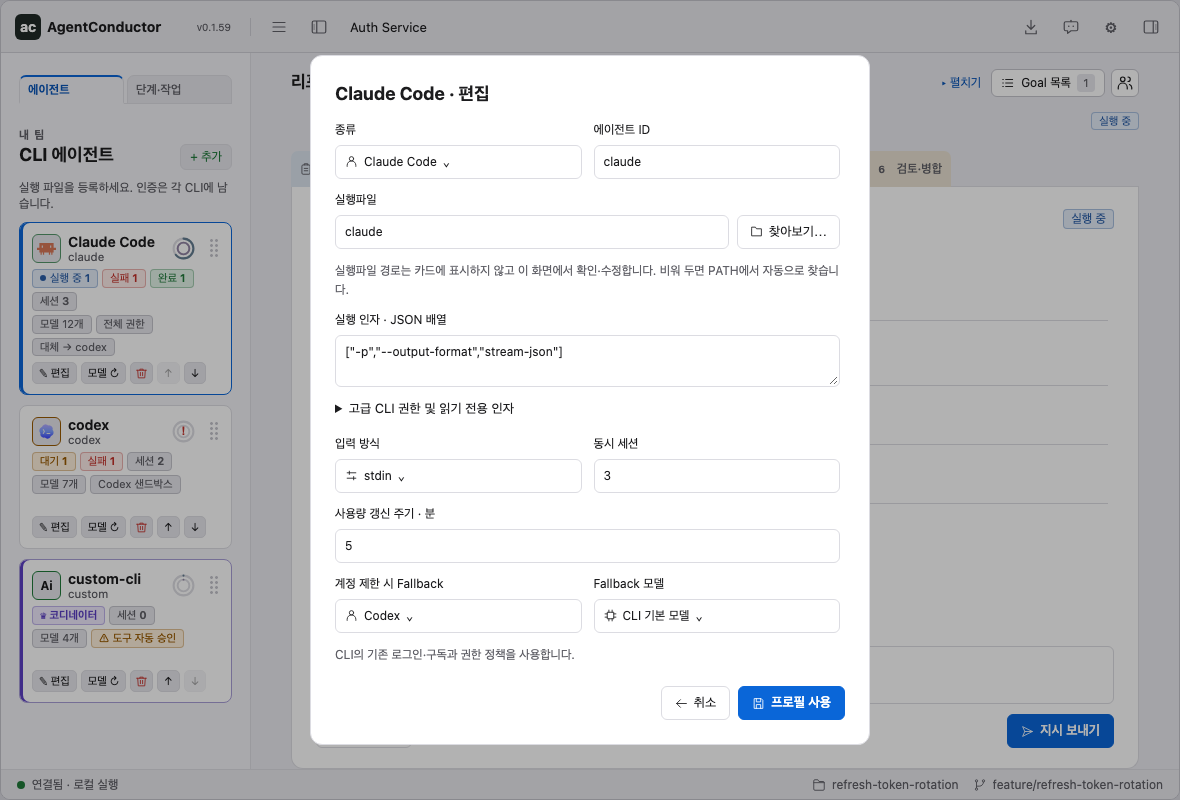 ac AgentConductor v0.1.59 Auth Service
에이전트 단계·작업
내 팀
CLI 에이전트 + 추가
실행 파일을 등록하세요. 인증은 각 CLI에 남
습니다.
Claude Code
claude
실행 중 1 실패 1 완료 1
세션 3
모델 12개 전체 권한
대체 → codex
편집 모델
codex
codex
대기 1 실패 1 세션 2
모델 7개 Codex 샌드박스
편집 모델
Ai custom-cli
custom
코디네이터 세션 0
모델 4개 도구 자동 승인
편집 모델
펼치기 Goal 목록 1
실행 중
6 검토·병합
실행 중
Claude Code · 편집
종류 에이전트 ID
Claude Code claude
실행파일
claude 찾아보기...
실행파일 경로는 카드에 표시하지 않고 이 화면에서 확인·수정합니다. 비워 두면 PATH에서 자동으로 찾습니
다.
실행 인자 · JSON 배열
["-p","--output-format","stream-json"]
고급 CLI 권한 및 읽기 전용 인자
입력 방식 동시 세션
stdin 3
사용량 갱신 주기 · 분
5
계정 제한 시 Fallback Fallback 모델
Codex CLI 기본 모델
CLI의 기존 로그인·구독과 권한 정책을 사용합니다.
← 취소 프로필 사용
지시 보내기
연결됨 · 로컬 실행 refresh-token-rotation feature/refresh-token-rotation